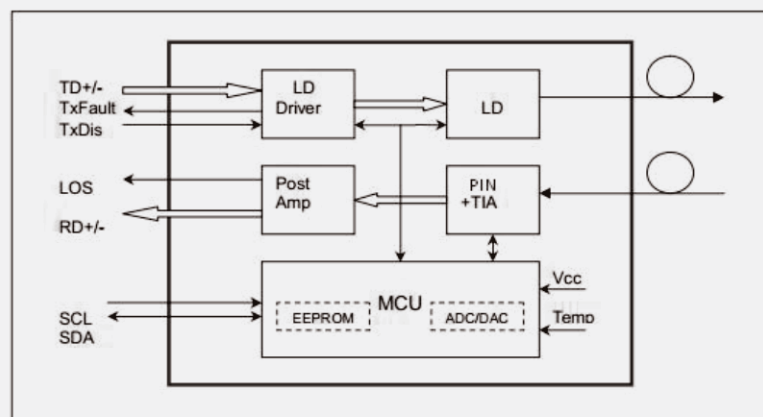 TD+/-
TxFault
TxDis
LD
Driver
LD
LOS
RD+/-
Post
Amp
PIN
+TIA
SCL
SDA
MCU
EEPROM
ADC/DAC
Vcc
Temp